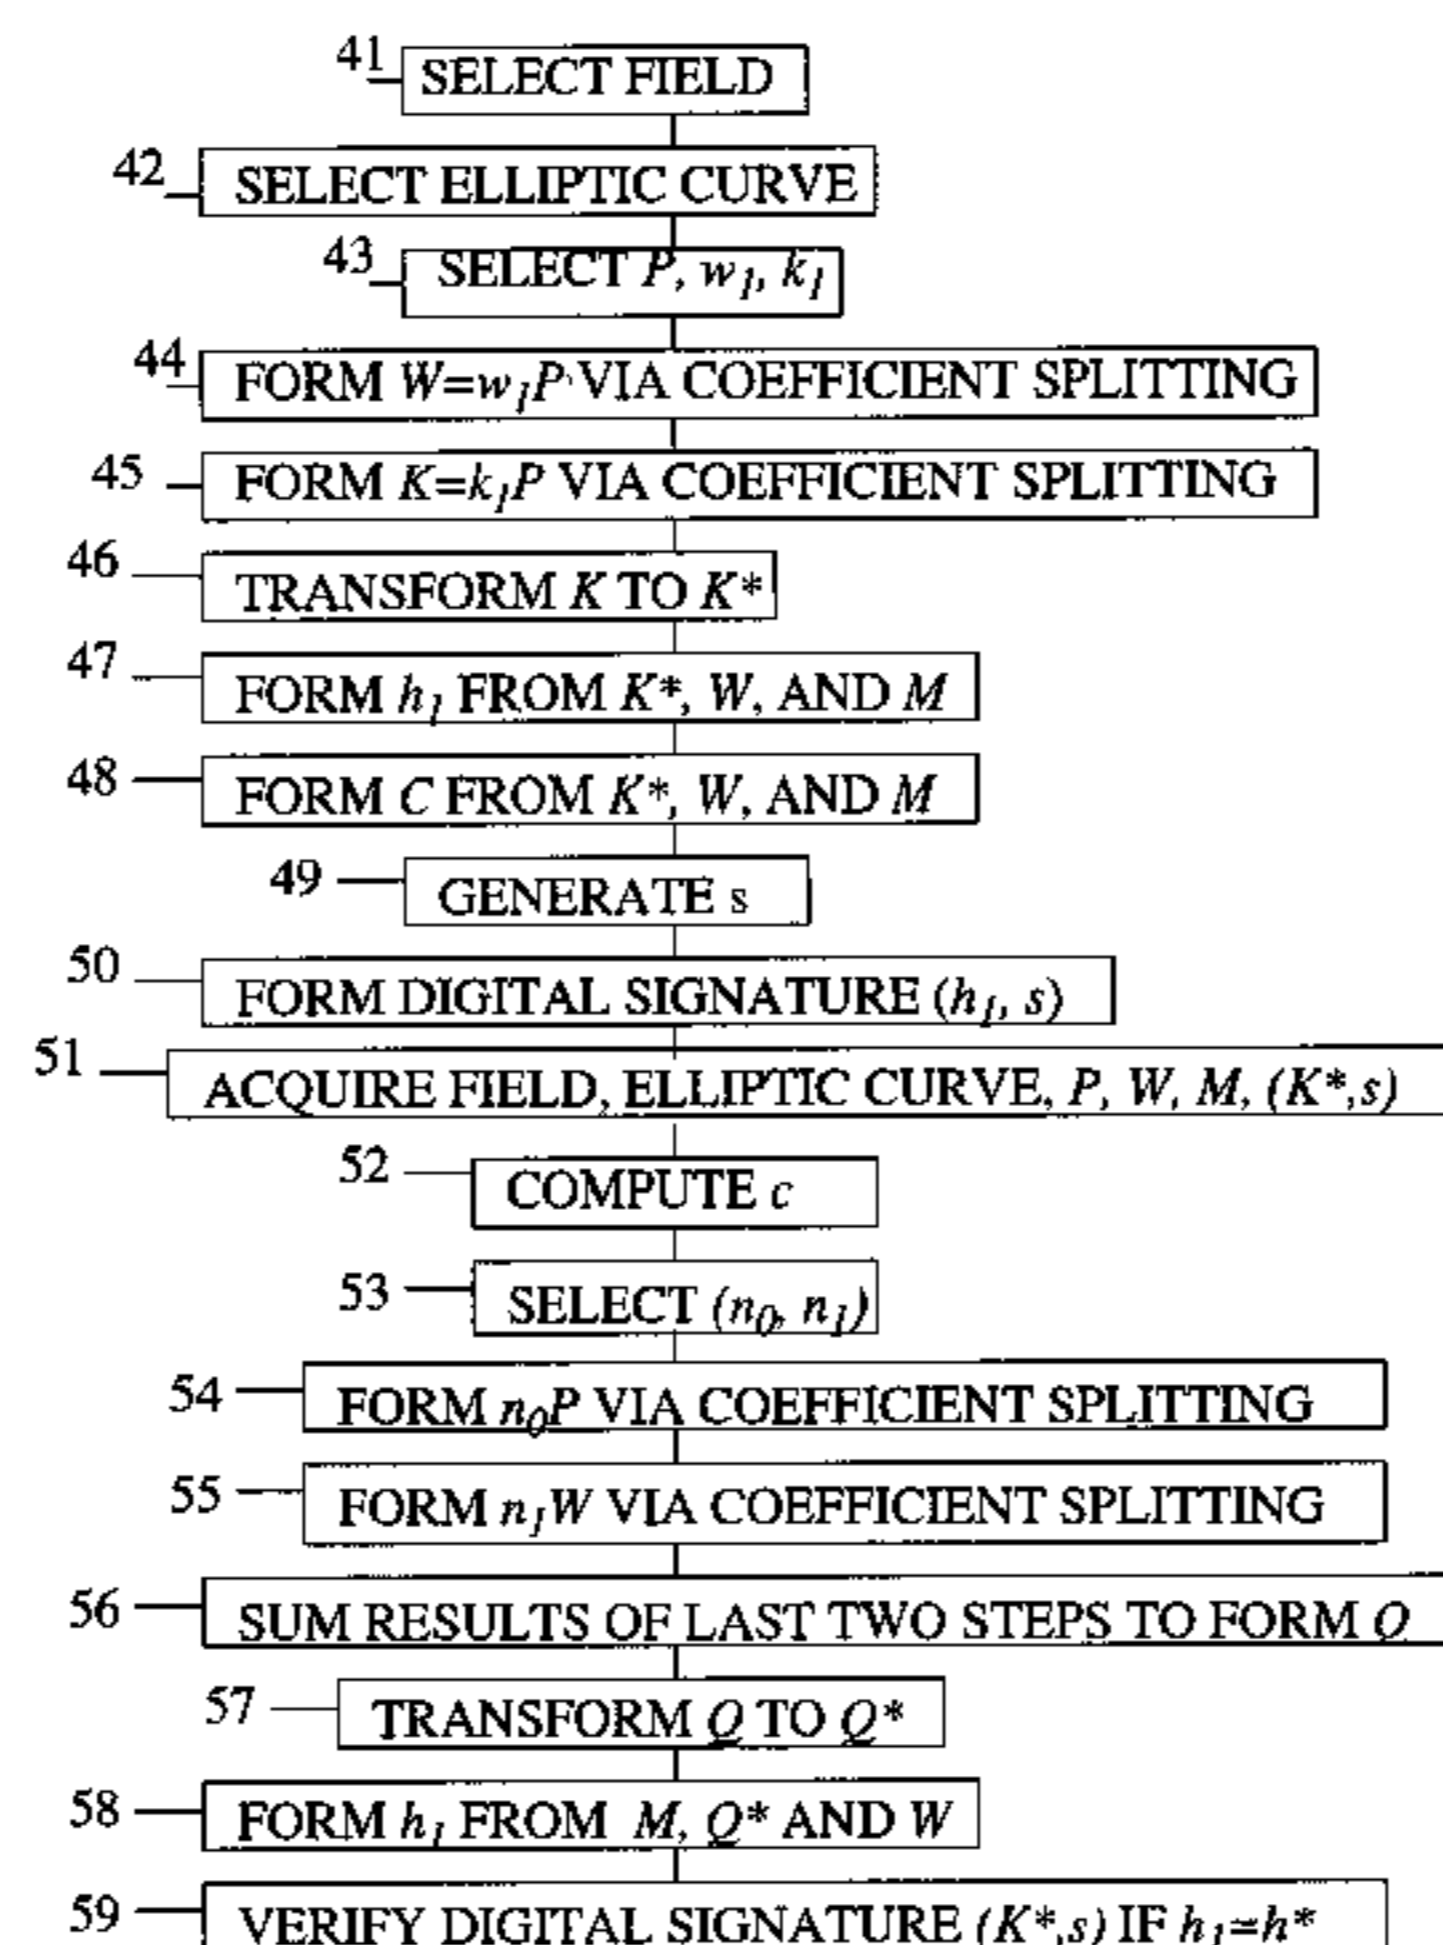 41 SELECT FIELD
42 SELECT ELLIPTIC CURVE
43 SELECT P, w1, k1
44 FORM W=w1P VIA COEFFICIENT SPLITTING
45 FORM K=k1P VIA COEFFICIENT SPLITTING
46 TRANSFORM K TO K*
47 FORM h1 FROM K*, W, AND M
48 FORM C FROM K*, W, AND M
49 GENERATE s
50 FORM DIGITAL SIGNATURE (h1, s)
51 ACQUIRE FIELD, ELLIPTIC CURVE, P, W, M, (K*,s)
52 COMPUTE c
53 SELECT (n0, n1)
54 FORM n0P VIA COEFFICIENT SPLITTING
55 FORM n1W VIA COEFFICIENT SPLITTING
56 SUM RESULTS OF LAST TWO STEPS TO FORM Q
57 TRANSFORM Q TO Q*
58 FORM h1 FROM M, Q* AND W
59 VERIFY DIGITAL SIGNATURE (K*,s) IF h1=h*